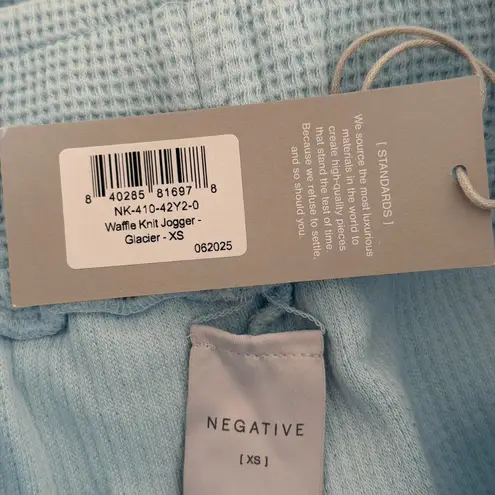 8 40285 81697 8
NK-410-42Y2-0
Waffle Knit Jogger -
Glacier - XS
062025
[ STANDARDS ]
We source the most luxurious
materials in the world to
create high-quality pieces
that stand the test of time.
Because we refuse to settle,
and so should you.
NEGATIVE
[ XS ]